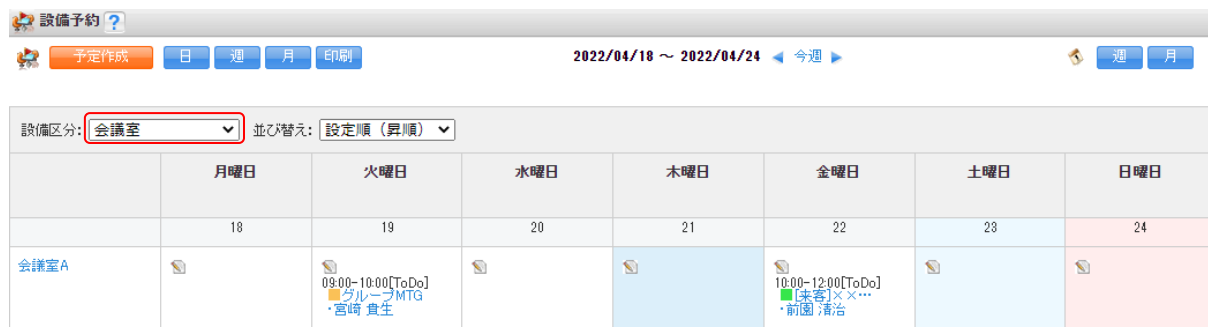 設備予約 ?
予定作成 日 週 月 印刷 2022/04/18 ～ 2022/04/24 今週 週 月
設備区分: 会議室 並び替え: 設定順（昇順）
月曜日 火曜日 水曜日 木曜日 金曜日 土曜日 日曜日
18 19 20 21 22 23 24
会議室A
09:00-10:00[ToDo] 10:00-12:00[ToDo]
グループMTG [来客]××…
・宮崎 貴生 ・前園 清治